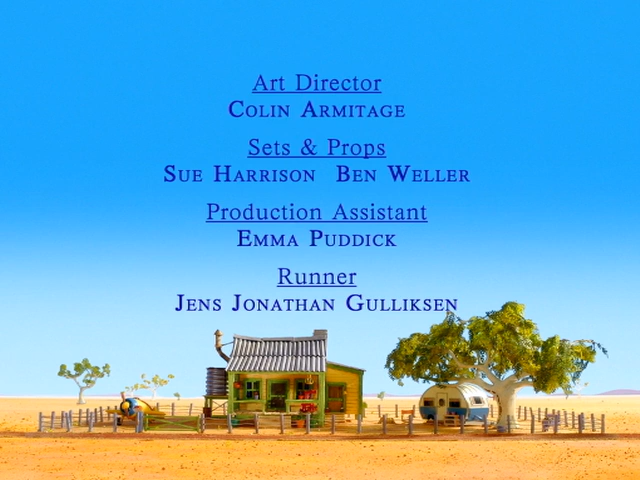 Art Director
Colin Armitage
Sets & Props
Sue Harrison  Ben Weller
Production Assistant
Emma Puddick
Runner
Jens Jonathan Gulliksen